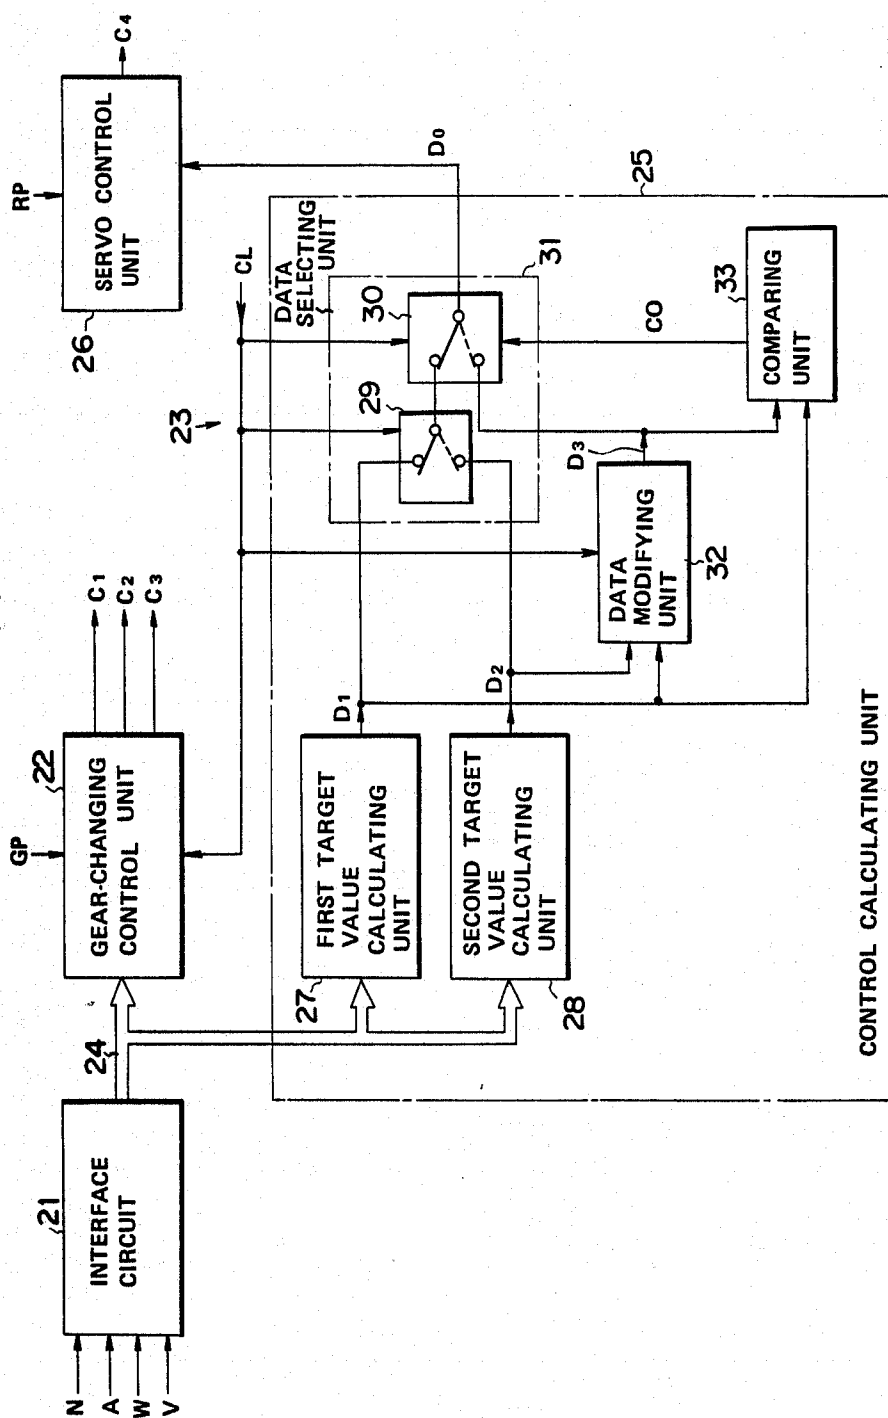 N
A
W
V
21
INTERFACE
CIRCUIT
24
GP
22
GEAR-CHANGING
CONTROL UNIT
C1
C2
C3
23
CL
RP
26
SERVO CONTROL
UNIT
C4
27
FIRST TARGET
VALUE
CALCULATING
UNIT
D1
28
SECOND TARGET
VALUE
CALCULATING
UNIT
D2
DATA
SELECTING
UNIT
29
30
31
D0
25
32
DATA
MODIFYING
UNIT
D3
CO
33
COMPARING
UNIT
CONTROL CALCULATING UNIT